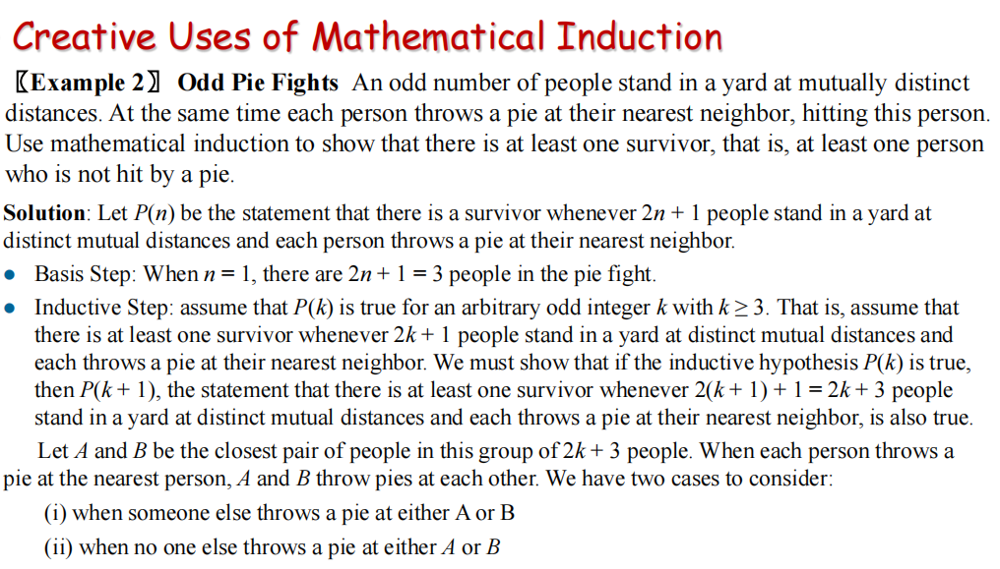 Creative Uses of Mathematical Induction
〖Example 2〗 Odd Pie Fights An odd number of people stand in a yard at mutually distinct
distances. At the same time each person throws a pie at their nearest neighbor, hitting this person.
Use mathematical induction to show that there is at least one survivor, that is, at least one person
who is not hit by a pie.
Solution: Let P(n) be the statement that there is a survivor whenever 2n + 1 people stand in a yard at
distinct mutual distances and each person throws a pie at their nearest neighbor.
• Basis Step: When n = 1, there are 2n + 1 = 3 people in the pie fight.
• Inductive Step: assume that P(k) is true for an arbitrary odd integer k with k ≥ 3. That is, assume that
there is at least one survivor whenever 2k + 1 people stand in a yard at distinct mutual distances and
each throws a pie at their nearest neighbor. We must show that if the inductive hypothesis P(k) is true,
then P(k + 1), the statement that there is at least one survivor whenever 2(k + 1) + 1 = 2k + 3 people
stand in a yard at distinct mutual distances and each throws a pie at their nearest neighbor, is also true.
Let A and B be the closest pair of people in this group of 2k + 3 people. When each person throws a
pie at the nearest person, A and B throw pies at each other. We have two cases to consider:
(i) when someone else throws a pie at either A or B
(ii) when no one else throws a pie at either A or B